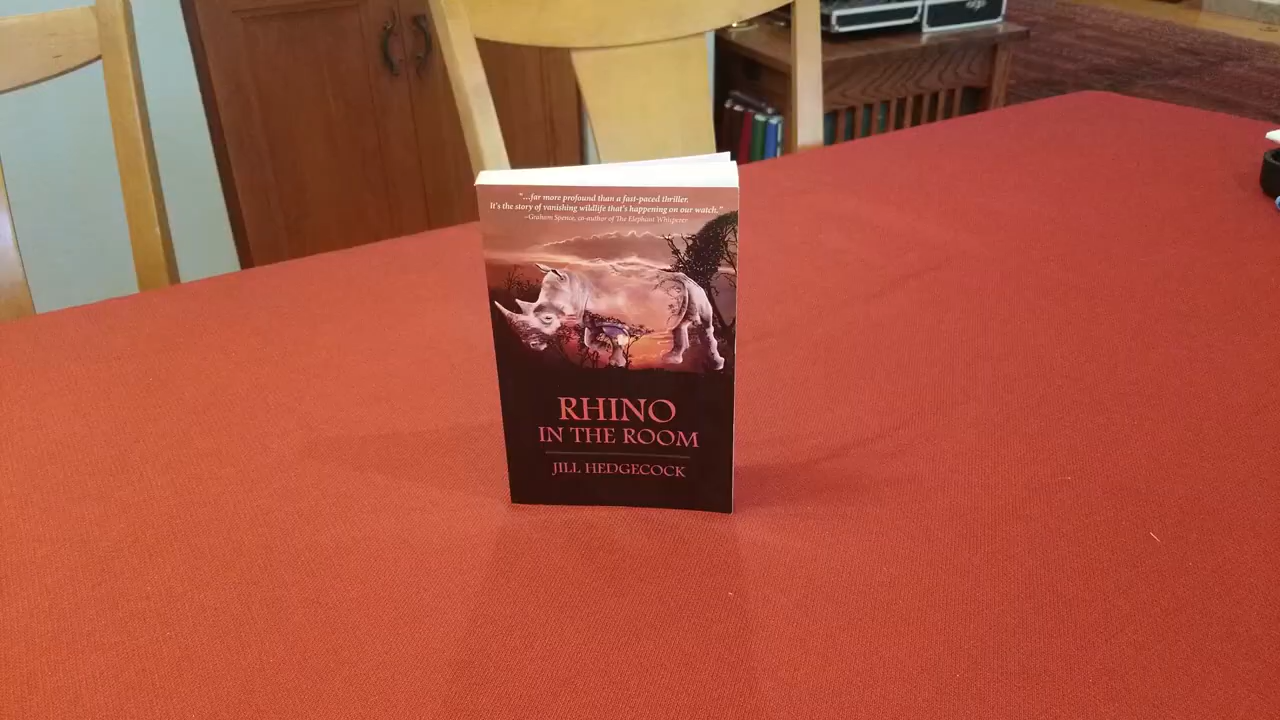 "...far more profound than a fast-paced thriller.
It's the story of vanishing wildlife that's happening on our watch."
–Graham Spence, co-author of The Elephant Whisperer
RHINO
IN THE ROOM
JILL HEDGECOCK